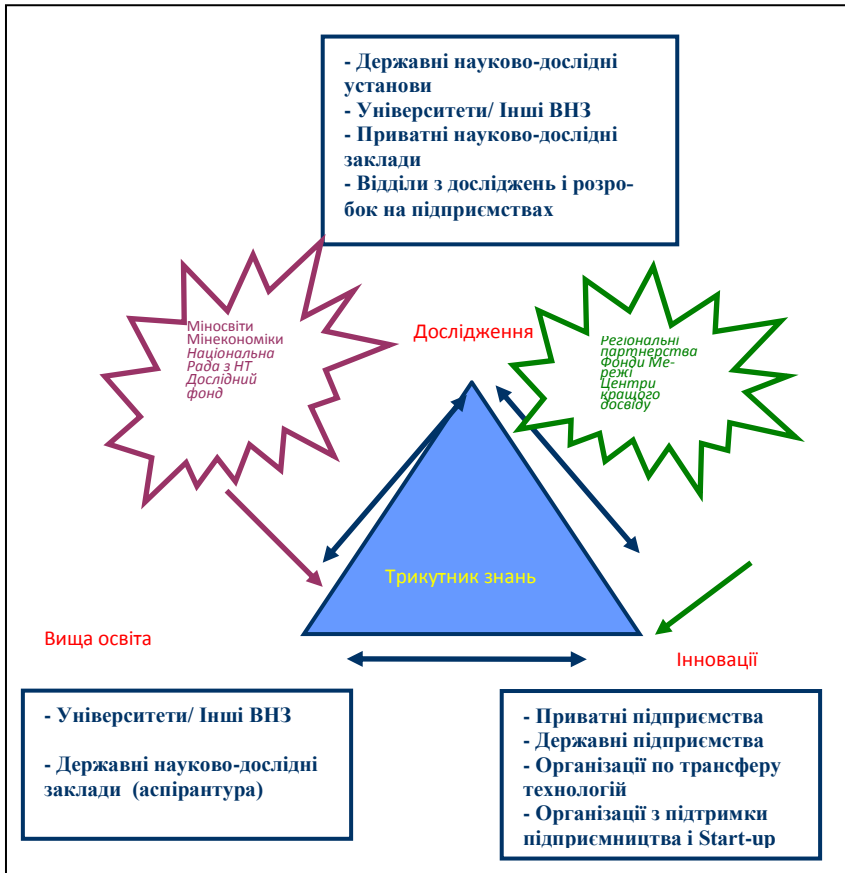 - Державні науково-дослідні
установи
- Університети/ Інші ВНЗ
- Приватні науково-дослідні
заклади
- Відділи з досліджень і розро-
бок на підприємствах
Міносвіти
Мінекономіки
Національна
Рада з НТ
Дослідний
фонд
Дослідження
Регіональні
партнерства
Фонди Ме-
режі
Центри
кращого
досвіду
Трикутник знань
Вища освіта
Інновації
- Університети/ Інші ВНЗ
- Державні науково-дослідні
заклади (аспірантура)
- Приватні підприємства
- Державні підприємства
- Організації по трансферу
технологій
- Організації з підтримки
підприємництва і Start-up